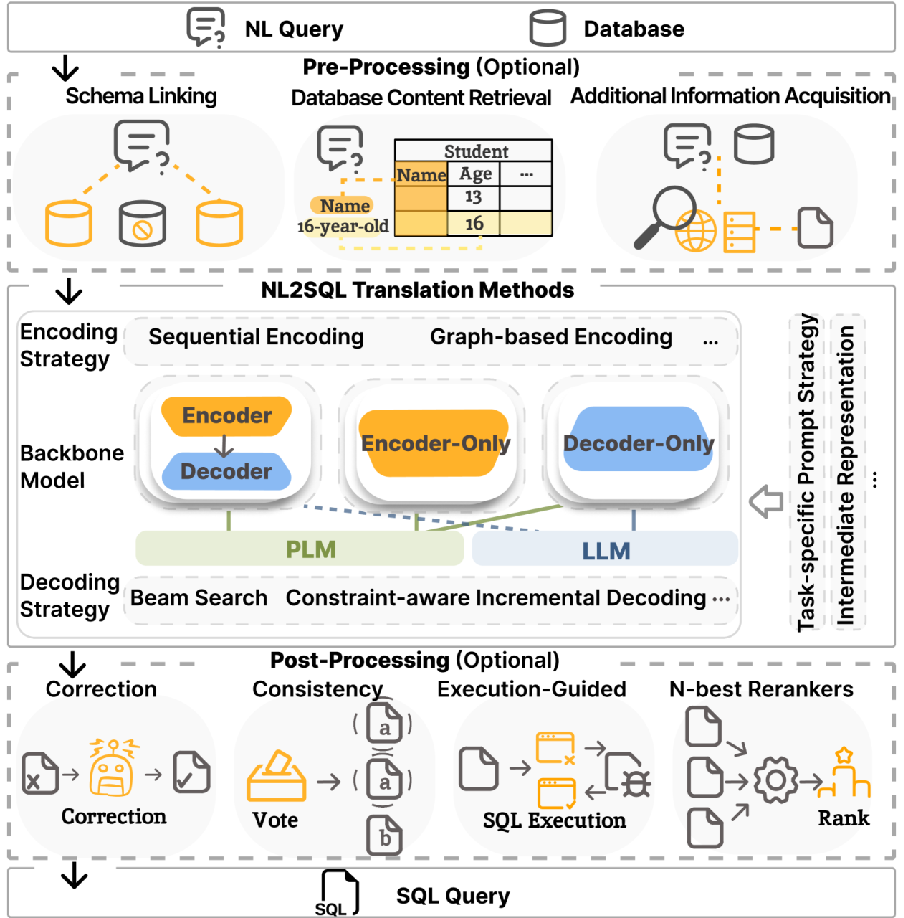 NL Query
Database
Pre-Processing (Optional)
Schema Linking
Database Content Retrieval
Additional Information Acquisition
Student
Name
Age
...
13
16
Name
16-year-old
NL2SQL Translation Methods
Encoding
Strategy
Sequential Encoding
Graph-based Encoding
...
Backbone
Model
Encoder
Decoder
Encoder-Only
Decoder-Only
PLM
LLM
Decoding
Strategy
Beam Search
Constraint-aware Incremental Decoding
...
Task-specific Prompt Strategy
Intermediate Representation
...
Post-Processing (Optional)
Correction
Consistency
Execution-Guided
N-best Rerankers
a
a
b
Correction
Vote
SQL Execution
Rank
SQL
SQL Query